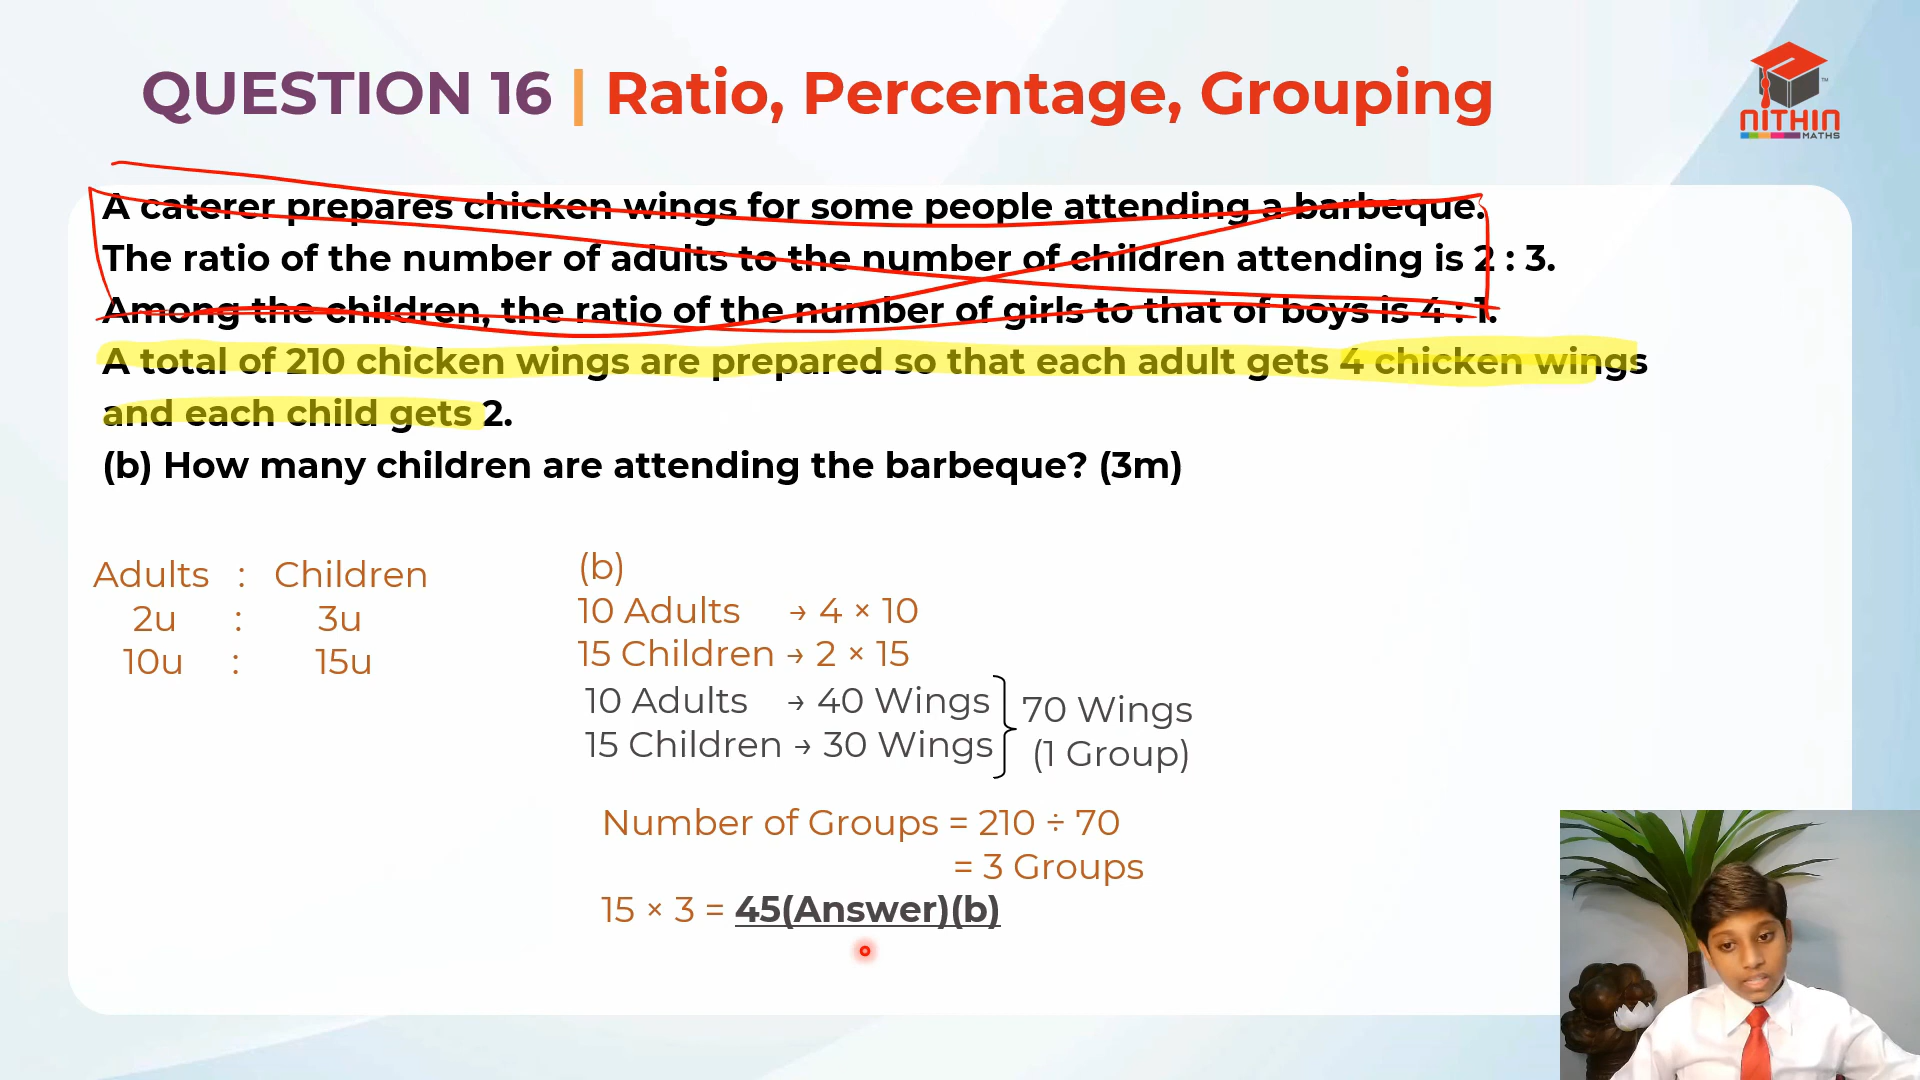 QUESTION 16 | Ratio, Percentage, Grouping
NITHIN
MATHS
TM
A caterer prepares chicken wings for some people attending a barbeque.
The ratio of the number of adults to the number of children attending is 2 : 3.
Among the children, the ratio of the number of girls to that of boys is 4 : 1.
A total of 210 chicken wings are prepared so that each adult gets 4 chicken wings
and each child gets 2.
(b) How many children are attending the barbeque? (3m)
Adults : Children
2u : 3u
10u : 15u
(b)
10 Adults → 4 × 10
15 Children → 2 × 15
10 Adults → 40 Wings
15 Children → 30 Wings
70 Wings
(1 Group)
Number of Groups = 210 ÷ 70
= 3 Groups
15 × 3 = 45(Answer)(b)